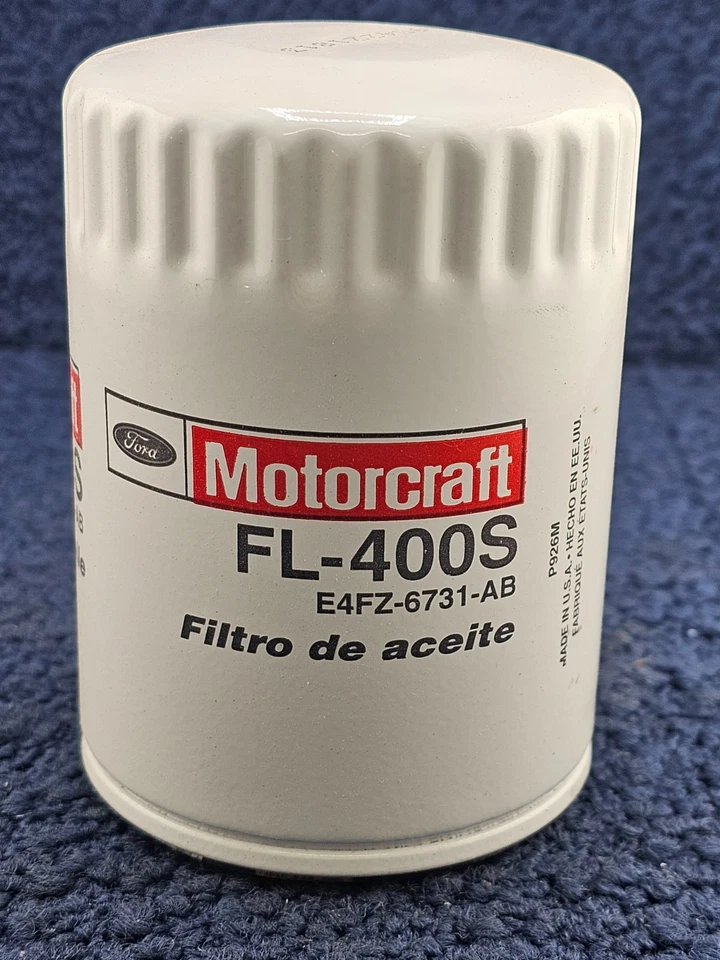 Ford
Motorcraft
FL-400S
E4FZ-6731-AB
Filtro de aceite
P926M
MADE IN U.S.A. • HECHO EN EE.UU.
FABRIQUÉ AUX ÉTATS-UNIS